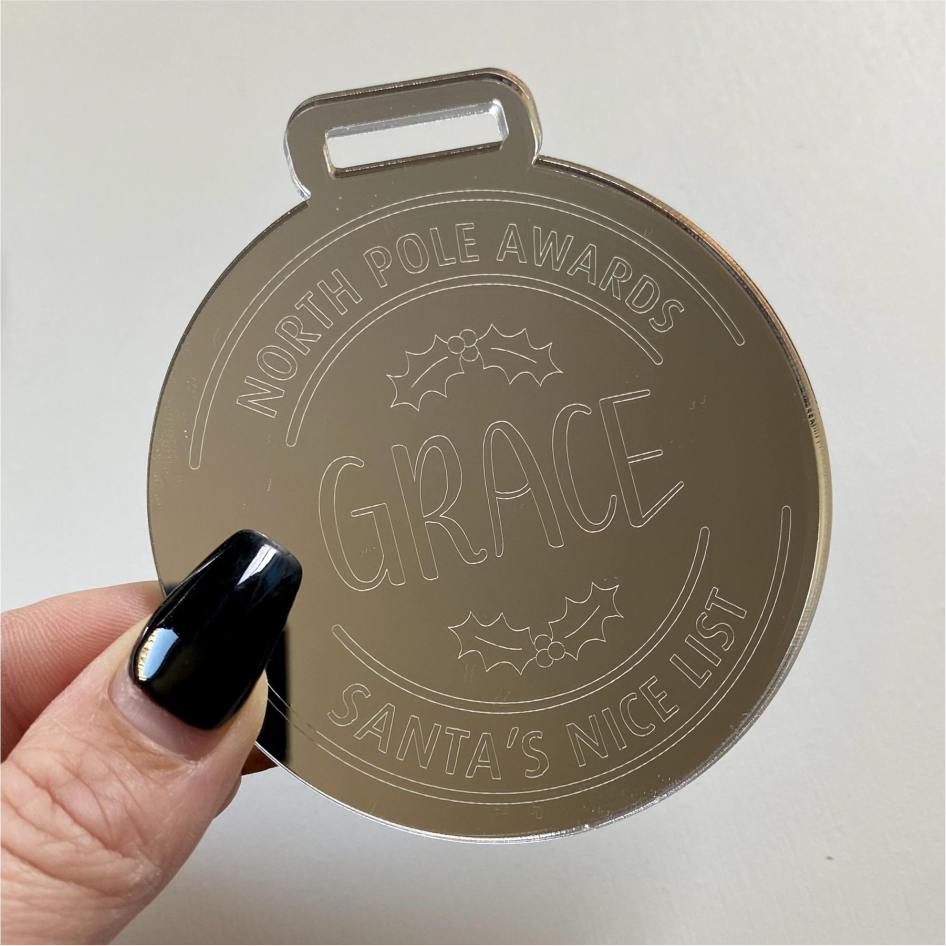 NORTH POLE AWARDS
GRACE
SANTA'S NICE LIST